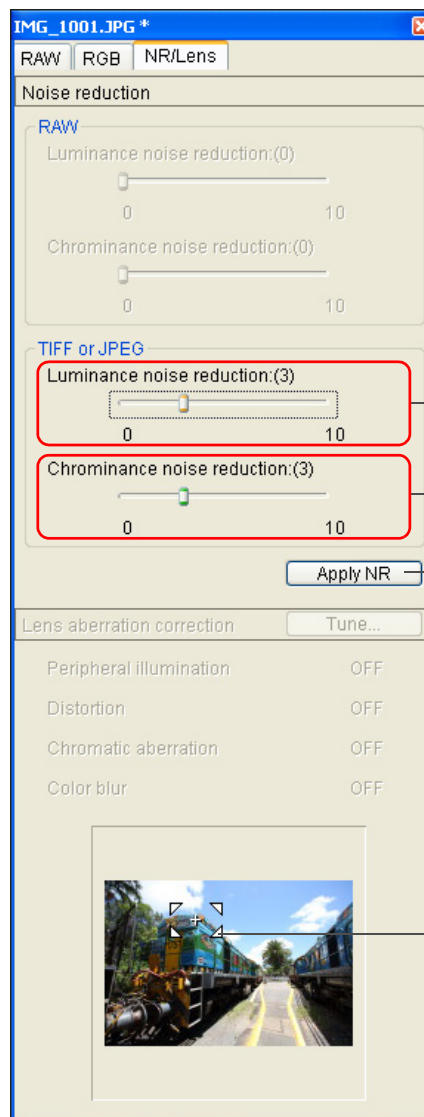 IMG_1001.JPG *
RAW RGB NR/Lens
Noise reduction
RAW
Luminance noise reduction:(0)
0 10
Chrominance noise reduction:(0)
0 10
TIFF or JPEG
Luminance noise reduction:(3)
0 10
Chrominance noise reduction:(3)
0 10
Apply NR
Lens aberration correction Tune...
Peripheral illumination OFF
Distortion OFF
Chromatic aberration OFF
Color blur OFF